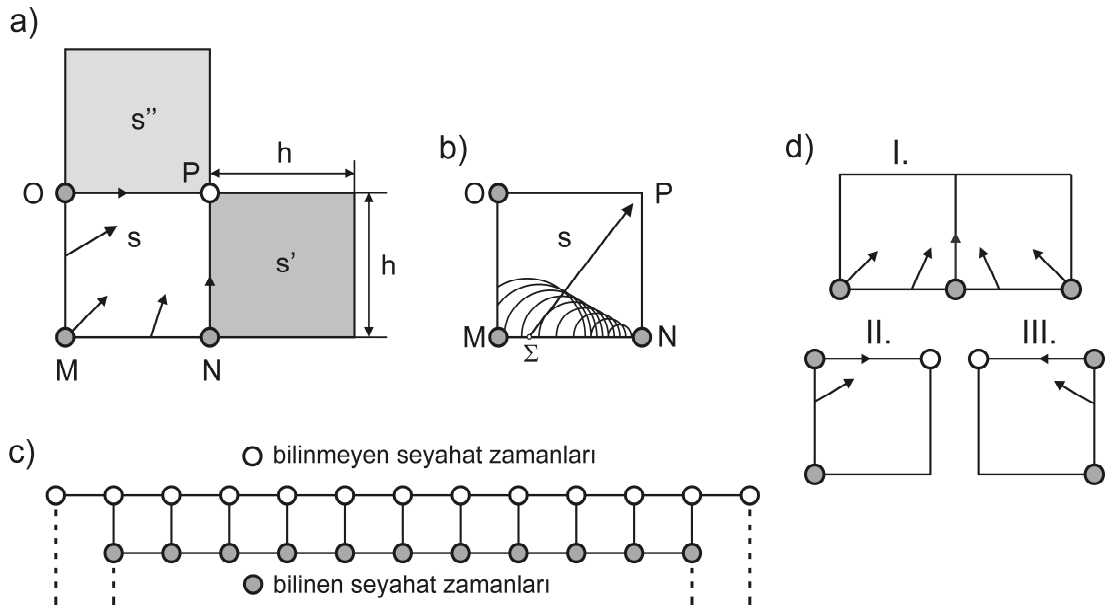 a)
s''
h
O
P
s
s'
h
M
N
b)
O
P
s
M
N
Σ
c)
bilinmeyen seyahat zamanları
bilinen seyahat zamanları
d)
I.
II.
III.